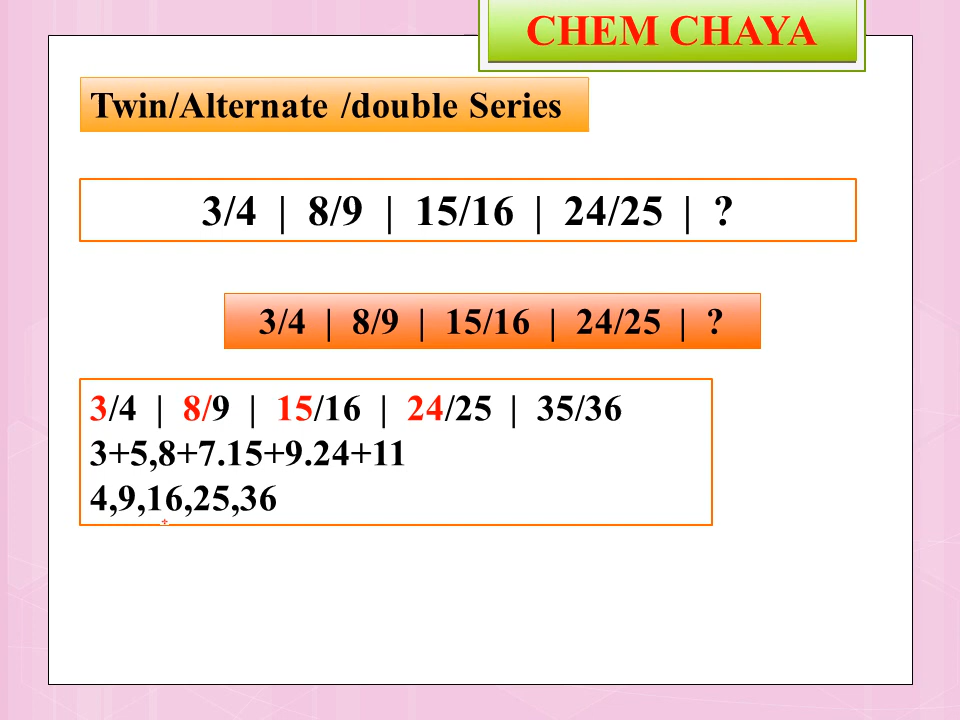 CHEM CHAYA
Twin/Alternate /double Series
3/4 | 8/9 | 15/16 | 24/25 | ?
3/4 | 8/9 | 15/16 | 24/25 | ?
3/4 | 8/9 | 15/16 | 24/25 | 35/36
3+5,8+7.15+9.24+11
4,9,16,25,36